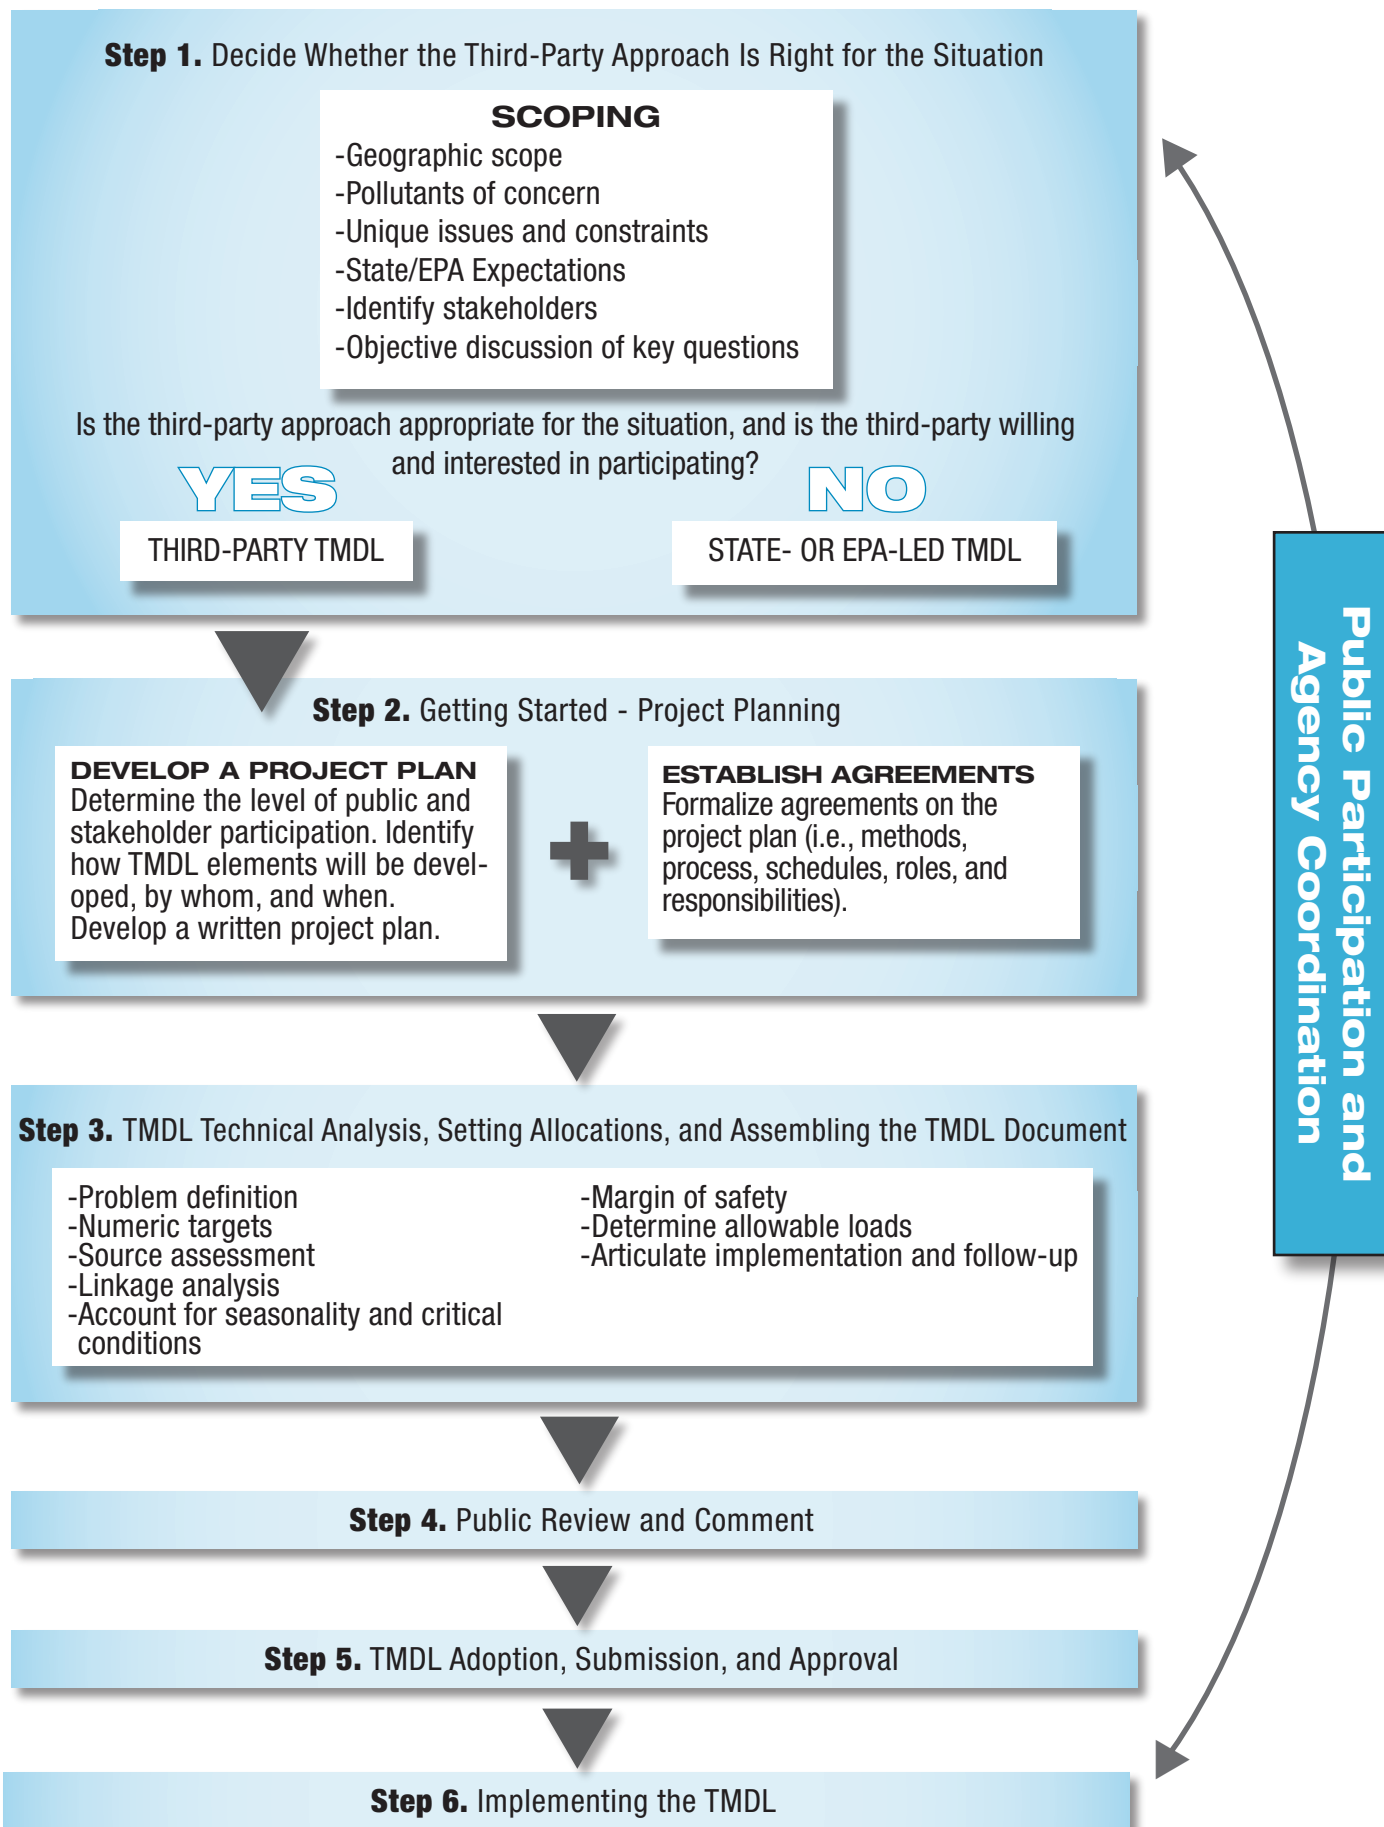 Step 1. Decide Whether the Third-Party Approach Is Right for the Situation
SCOPING
-Geographic scope
-Pollutants of concern
-Unique issues and constraints
-State/EPA Expectations
-Identify stakeholders
-Objective discussion of key questions
Is the third-party approach appropriate for the situation, and is the third-party willing
and interested in participating?
YES
NO
THIRD-PARTY TMDL
STATE- OR EPA-LED TMDL
Step 2. Getting Started - Project Planning
DEVELOP A PROJECT PLAN
Determine the level of public and
stakeholder participation. Identify
how TMDL elements will be devel-
oped, by whom, and when.
Develop a written project plan.
ESTABLISH AGREEMENTS
Formalize agreements on the
project plan (i.e., methods,
process, schedules, roles, and
responsibilities).
Step 3. TMDL Technical Analysis, Setting Allocations, and Assembling the TMDL Document
-Problem definition
-Numeric targets
-Source assessment
-Linkage analysis
-Account for seasonality and critical
conditions
-Margin of safety
-Determine allowable loads
-Articulate implementation and follow-up
Step 4. Public Review and Comment
Step 5. TMDL Adoption, Submission, and Approval
Step 6. Implementing the TMDL
Public Participation and
Agency Coordination